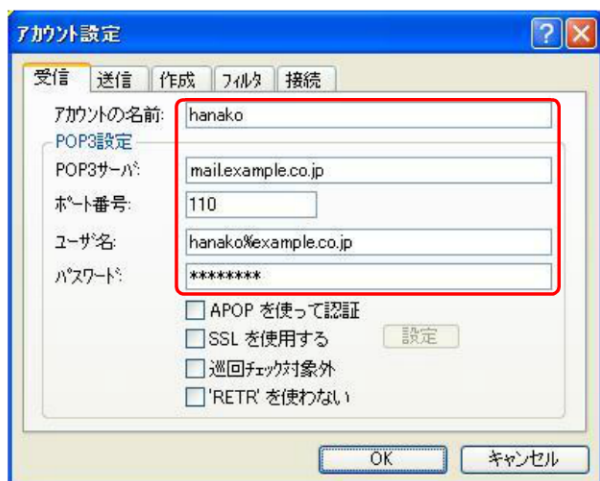 アカウント設定
受信 送信 作成 フィルタ 接続
アカウントの名前: hanako
POP3設定
POP3サーバ: mail.example.co.jp
ポート番号: 110
ユーザ名: hanako%example.co.jp
パスワード: ********
APOP を使って認証
SSL を使用する 設定
巡回チェック対象外
'RETR' を使わない
OK キャンセル